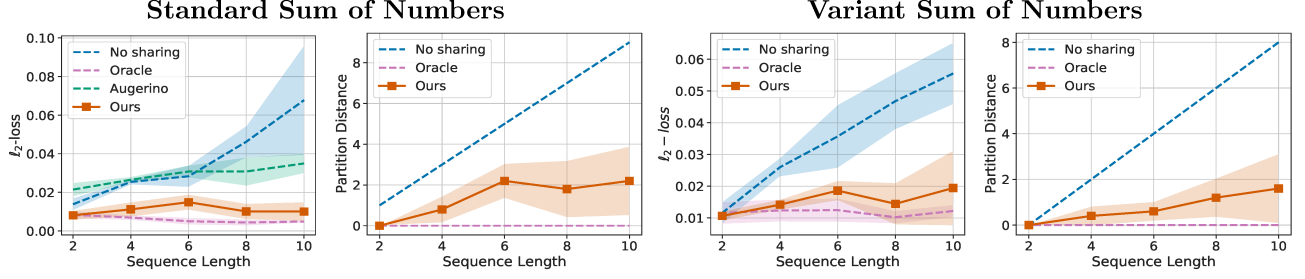 Standard Sum of Numbers
Variant Sum of Numbers
ℓ2-loss
0.10
0.08
0.06
0.04
0.02
0.00
No sharing
Oracle
Augerino
Ours
2 4 6 8 10
Sequence Length
Partition Distance
8
6
4
2
0
No sharing
Oracle
Ours
2 4 6 8 10
Sequence Length
ℓ2 − loss
0.06
0.05
0.04
0.03
0.02
0.01
No sharing
Oracle
Ours
2 4 6 8 10
Sequence Length
Partition Distance
8
6
4
2
0
No sharing
Oracle
Ours
2 4 6 8 10
Sequence Length